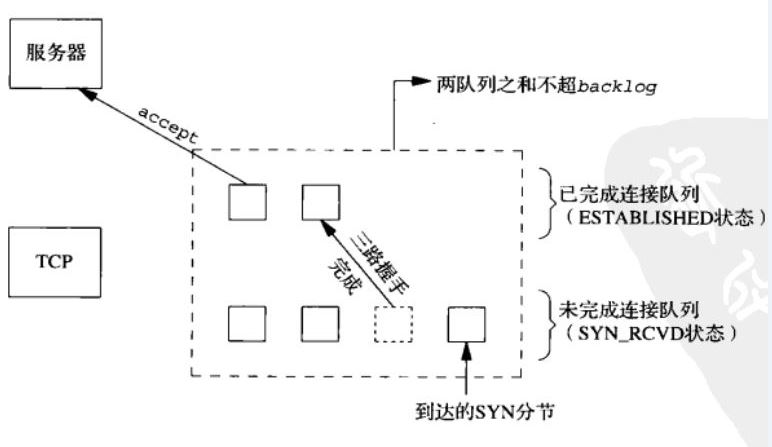 服务器
accept
两队列之和不超backlog
已完成连接队列
（ESTABLISHED状态）
TCP
三路握手
完成
未完成连接队列
（SYN_RCVD状态）
到达的SYN分节